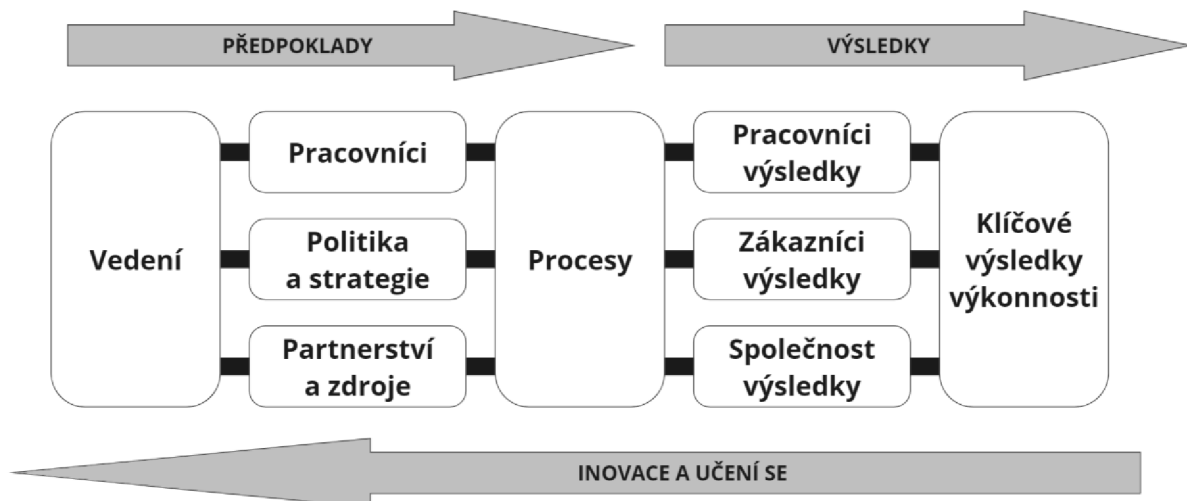 PŘEDPOKLADY
VÝSLEDKY
Vedení
Pracovníci
Politika
a strategie
Partnerství
a zdroje
Procesy
Pracovníci
výsledky
Zákazníci
výsledky
Společnost
výsledky
Klíčové
výsledky
výkonnosti
INOVACE A UČENÍ SE